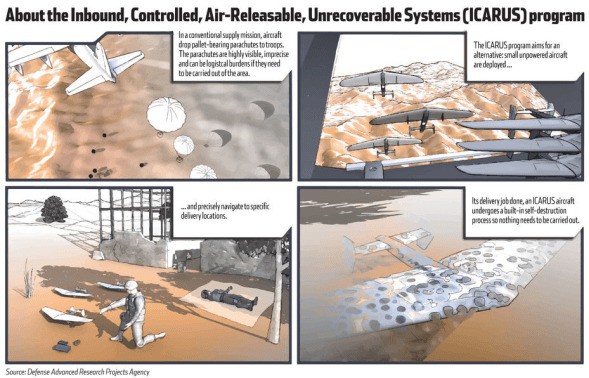 About the Inbound, Controlled, Air-Releasable, Unrecoverable Systems (ICARUS) program
In a conventional supply mission, aircraft
drop pallet-bearing parachutes to troops.
The parachutes are highly visible, imprecise
and can be logistcal burdens if they need
to be carried out of the area.
The ICARUS program aims for an
alternative: small unpowered aircraft
are deployed ...
... and precisely navigate to specific
delivery locations.
Its delivery job done, an ICARUS aircraft
undergoes a built-in self-destruction
process so nothing needs to be carried out.
Source: Defense Advanced Research Projects Agency